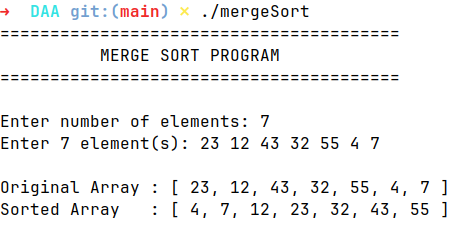 → DAA git:(main) × ./mergeSort
========================================
          MERGE SORT PROGRAM
========================================
Enter number of elements: 7
Enter 7 element(s): 23 12 43 32 55 4 7
Original Array : [ 23, 12, 43, 32, 55, 4, 7 ]
Sorted Array   : [ 4, 7, 12, 23, 32, 43, 55 ]